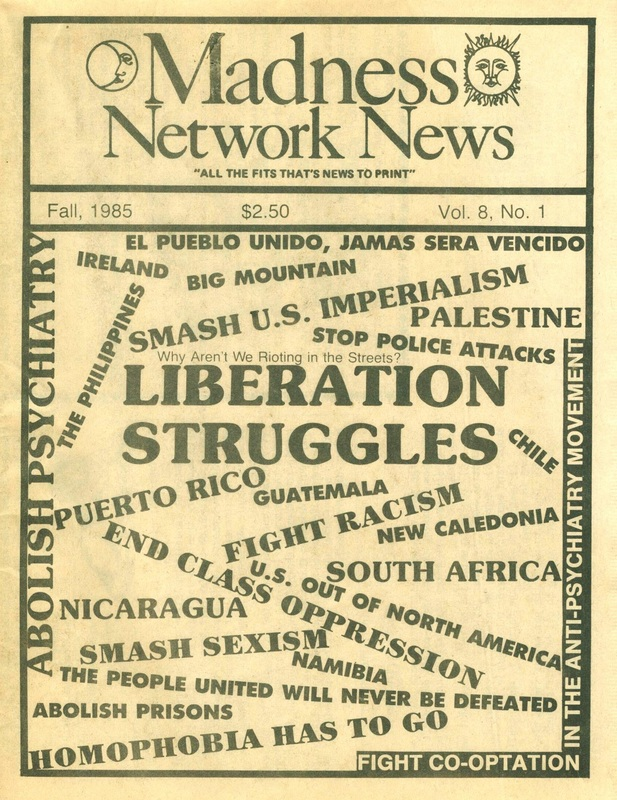 Madness
Network News
"ALL THE FITS THAT'S NEWS TO PRINT"
Fall, 1985
$2.50
Vol. 8, No. 1
ABOLISH PSYCHIATRY
EL PUEBLO UNIDO, JAMAS SERA VENCIDO
IRELAND
BIG MOUNTAIN
THE PHILIPPINES
SMASH U.S. IMPERIALISM
PALESTINE
STOP POLICE ATTACKS
Why Aren't We Rioting in the Streets?
LIBERATION
STRUGGLES
CHILE
PUERTO RICO
GUATEMALA
FIGHT RACISM
NEW CALEDONIA
END CLASS OPPRESSION
U.S. OUT OF NORTH AMERICA
SOUTH AFRICA
NICARAGUA
SMASH SEXISM
NAMIBIA
THE PEOPLE UNITED WILL NEVER BE DEFEATED
ABOLISH PRISONS
HOMOPHOBIA HAS TO GO
FIGHT CO-OPTATION
IN THE ANTI-PSYCHIATRY MOVEMENT